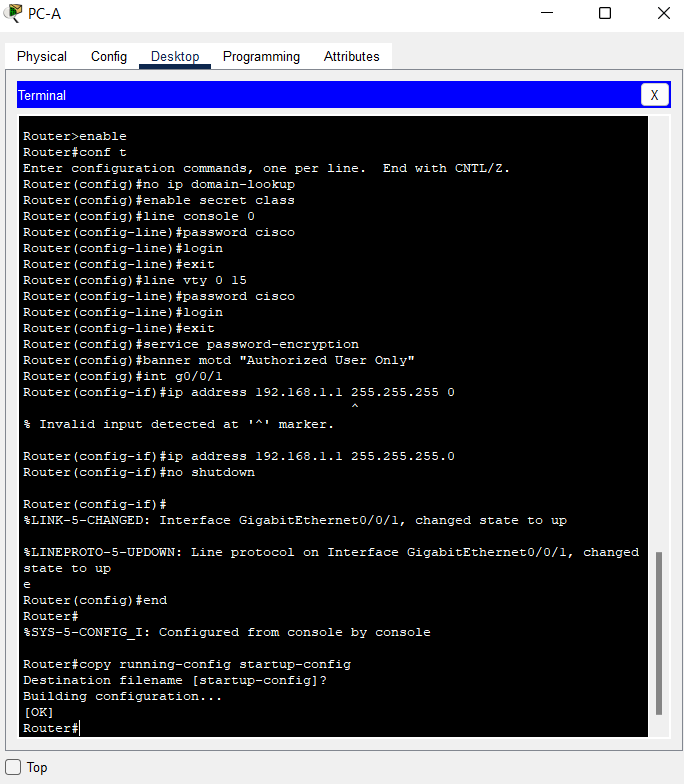 PC-A
Physical Config Desktop Programming Attributes
Terminal X
Router>enable
Router#conf t
Enter configuration commands, one per line.  End with CNTL/Z.
Router(config)#no ip domain-lookup
Router(config)#enable secret class
Router(config)#line console 0
Router(config-line)#password cisco
Router(config-line)#login
Router(config-line)#exit
Router(config)#line vty 0 15
Router(config-line)#password cisco
Router(config-line)#login
Router(config-line)#exit
Router(config)#service password-encryption
Router(config)#banner motd "Authorized User Only"
Router(config)#int g0/0/1
Router(config-if)#ip address 192.168.1.1 255.255.255 0
^
% Invalid input detected at '^' marker.
Router(config-if)#ip address 192.168.1.1 255.255.255.0
Router(config-if)#no shutdown
Router(config-if)#
%LINK-5-CHANGED: Interface GigabitEthernet0/0/1, changed state to up
%LINEPROTO-5-UPDOWN: Line protocol on Interface GigabitEthernet0/0/1, changed
state to up
e
Router(config)#end
Router#
%SYS-5-CONFIG_I: Configured from console by console
Router#copy running-config startup-config
Destination filename [startup-config]?
Building configuration...
[OK]
Router#
Top